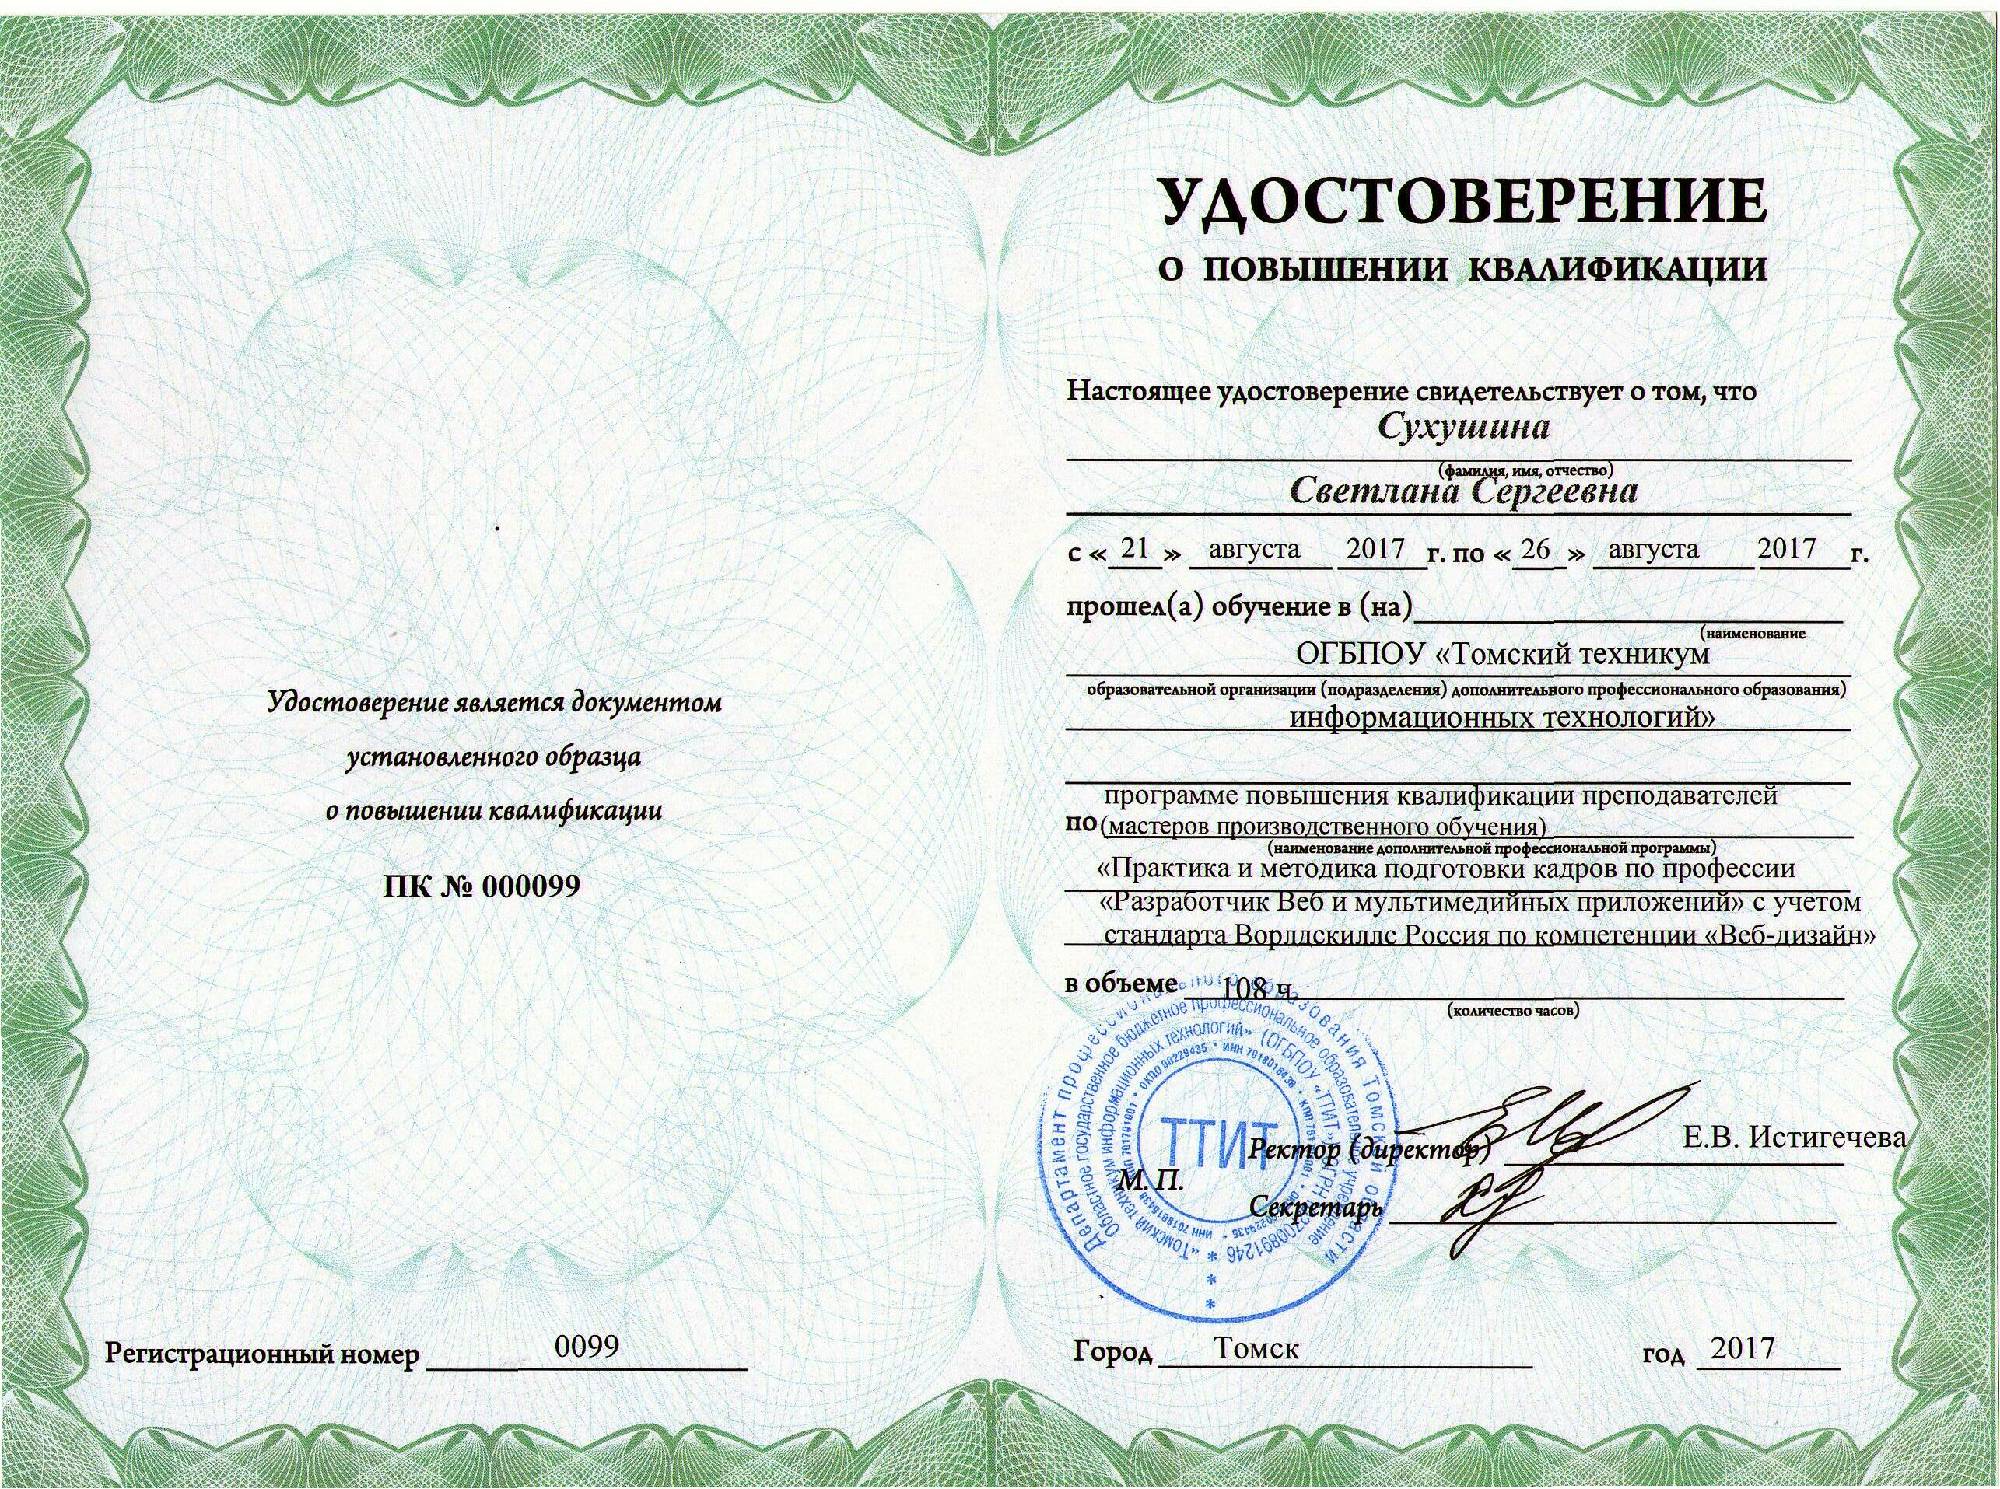 Удостоверение является документом
установленного образца
о повышении квалификации
ПК № 000099
Регистрационный номер 0099
УДОСТОВЕРЕНИЕ
О ПОВЫШЕНИИ КВАЛИФИКАЦИИ
Настоящее удостоверение свидетельствует о том, что
Сухушина
(фамилия, имя, отчество)
Светлана Сергеевна
с « 21 » августа 2017 г. по « 26 » августа 2017 г.
прошел(а) обучение в (на)
(наименование
ОГБПОУ «Томский техникум
образовательной организации (подразделения) дополнительного профессионального образования)
информационных технологий»
программе повышения квалификации преподавателей
по (мастеров производственного обучения)
(наименование дополнительной профессиональной программы)
«Практика и методика подготовки кадров по профессии
«Разработчик Веб и мультимедийных приложений» с учетом
стандарта Ворлдскиллс Россия по компетенции «Веб-дизайн»
в объеме 108 ч.
(количество часов)
Департамент профессионального образования Томской области
Областное государственное бюджетное профессиональное образовательное учреждение
«Томский техникум информационных технологий» (ОГБПОУ «ТТИТ»)
ТТИТ
Ректор (директор) Е.В. Истигечева
М. П.
Секретарь
Город Томск год 2017